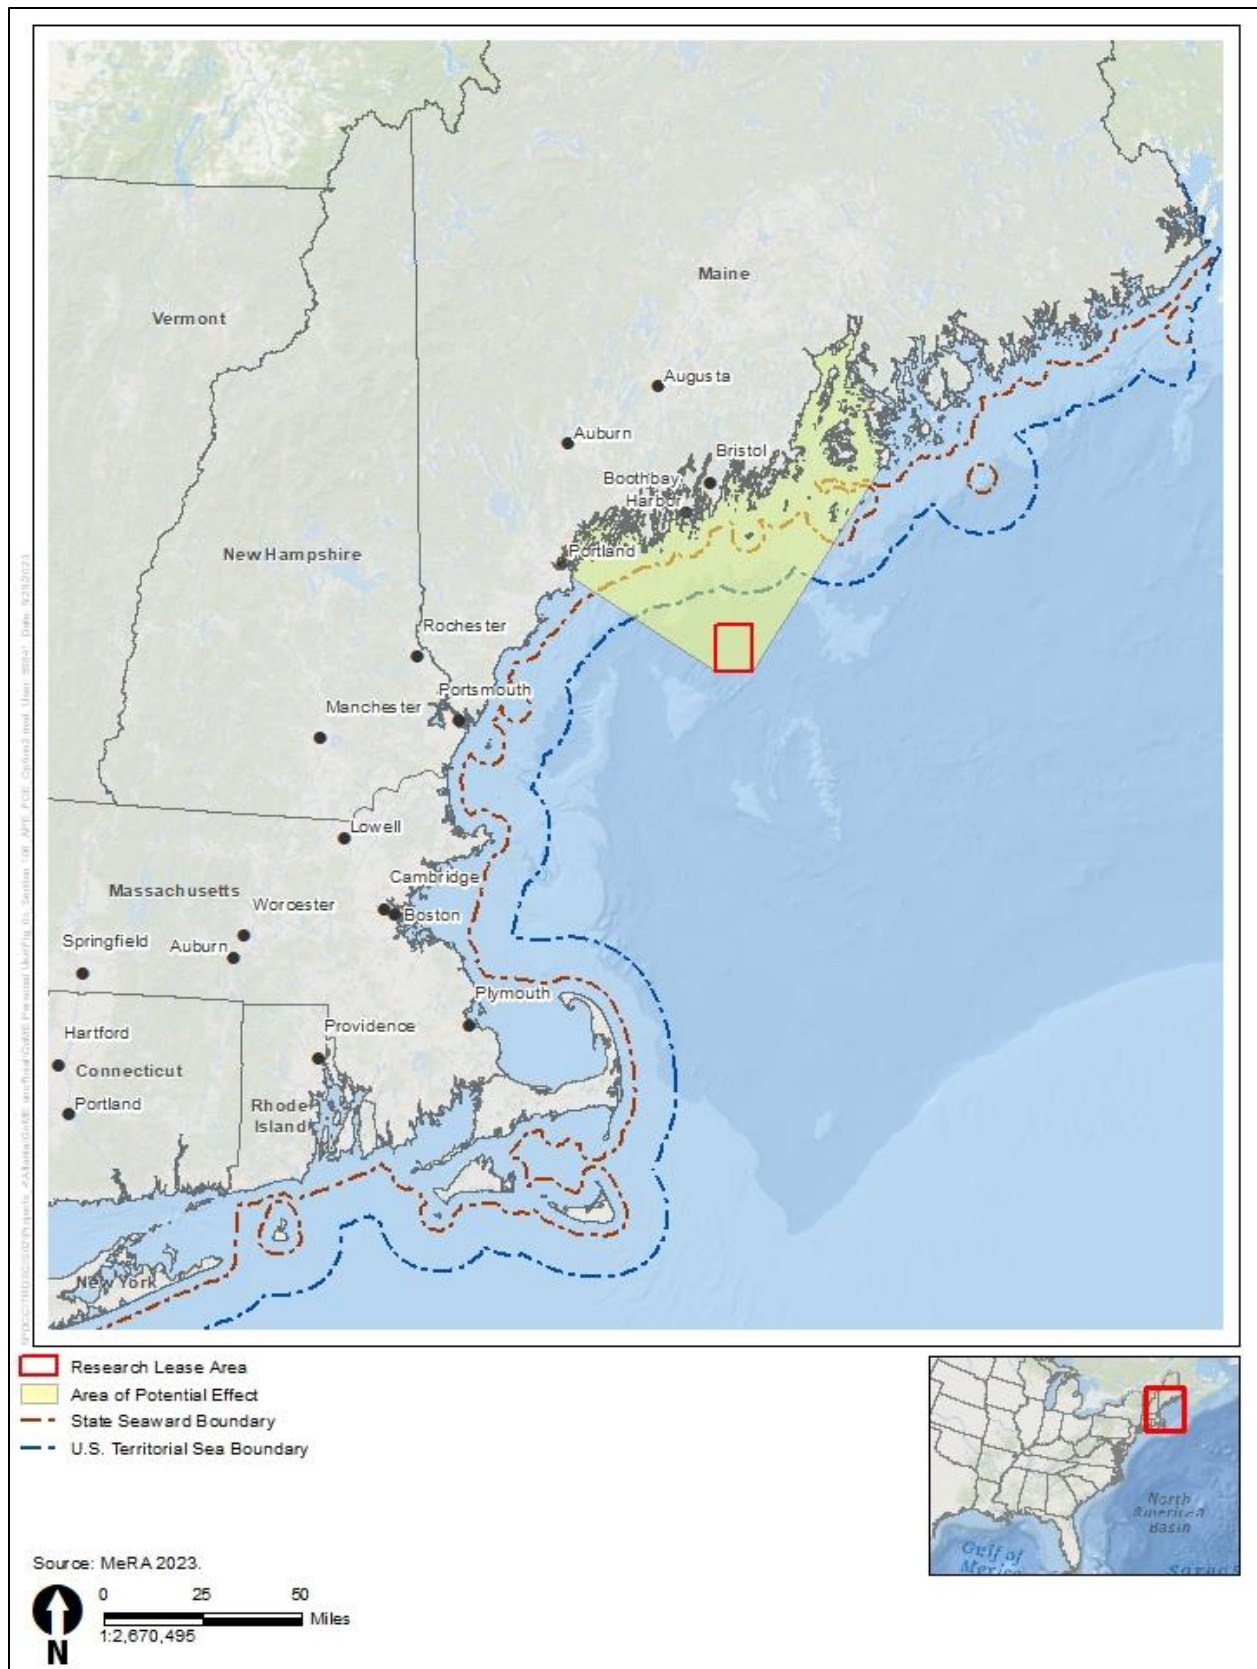 Maine
Vermont
Augusta
Auburn
Bristol
Boothbay
Harbor
Portland
New Hampshire
Rochester
Portsmouth
Manchester
Lowell
Cambridge
Massachusetts
Worcester
Boston
Springfield
Auburn
Plymouth
Providence
Hartford
Connecticut
Portland
Rhode
Island
New York
Research Lease Area
Area of Potential Effect
State Seaward Boundary
U.S. Territorial Sea Boundary
North
America
Basin
Gulf of
Mexico
Source: MeRA 2023.
0 25 50
Miles
1:2,670,495
N